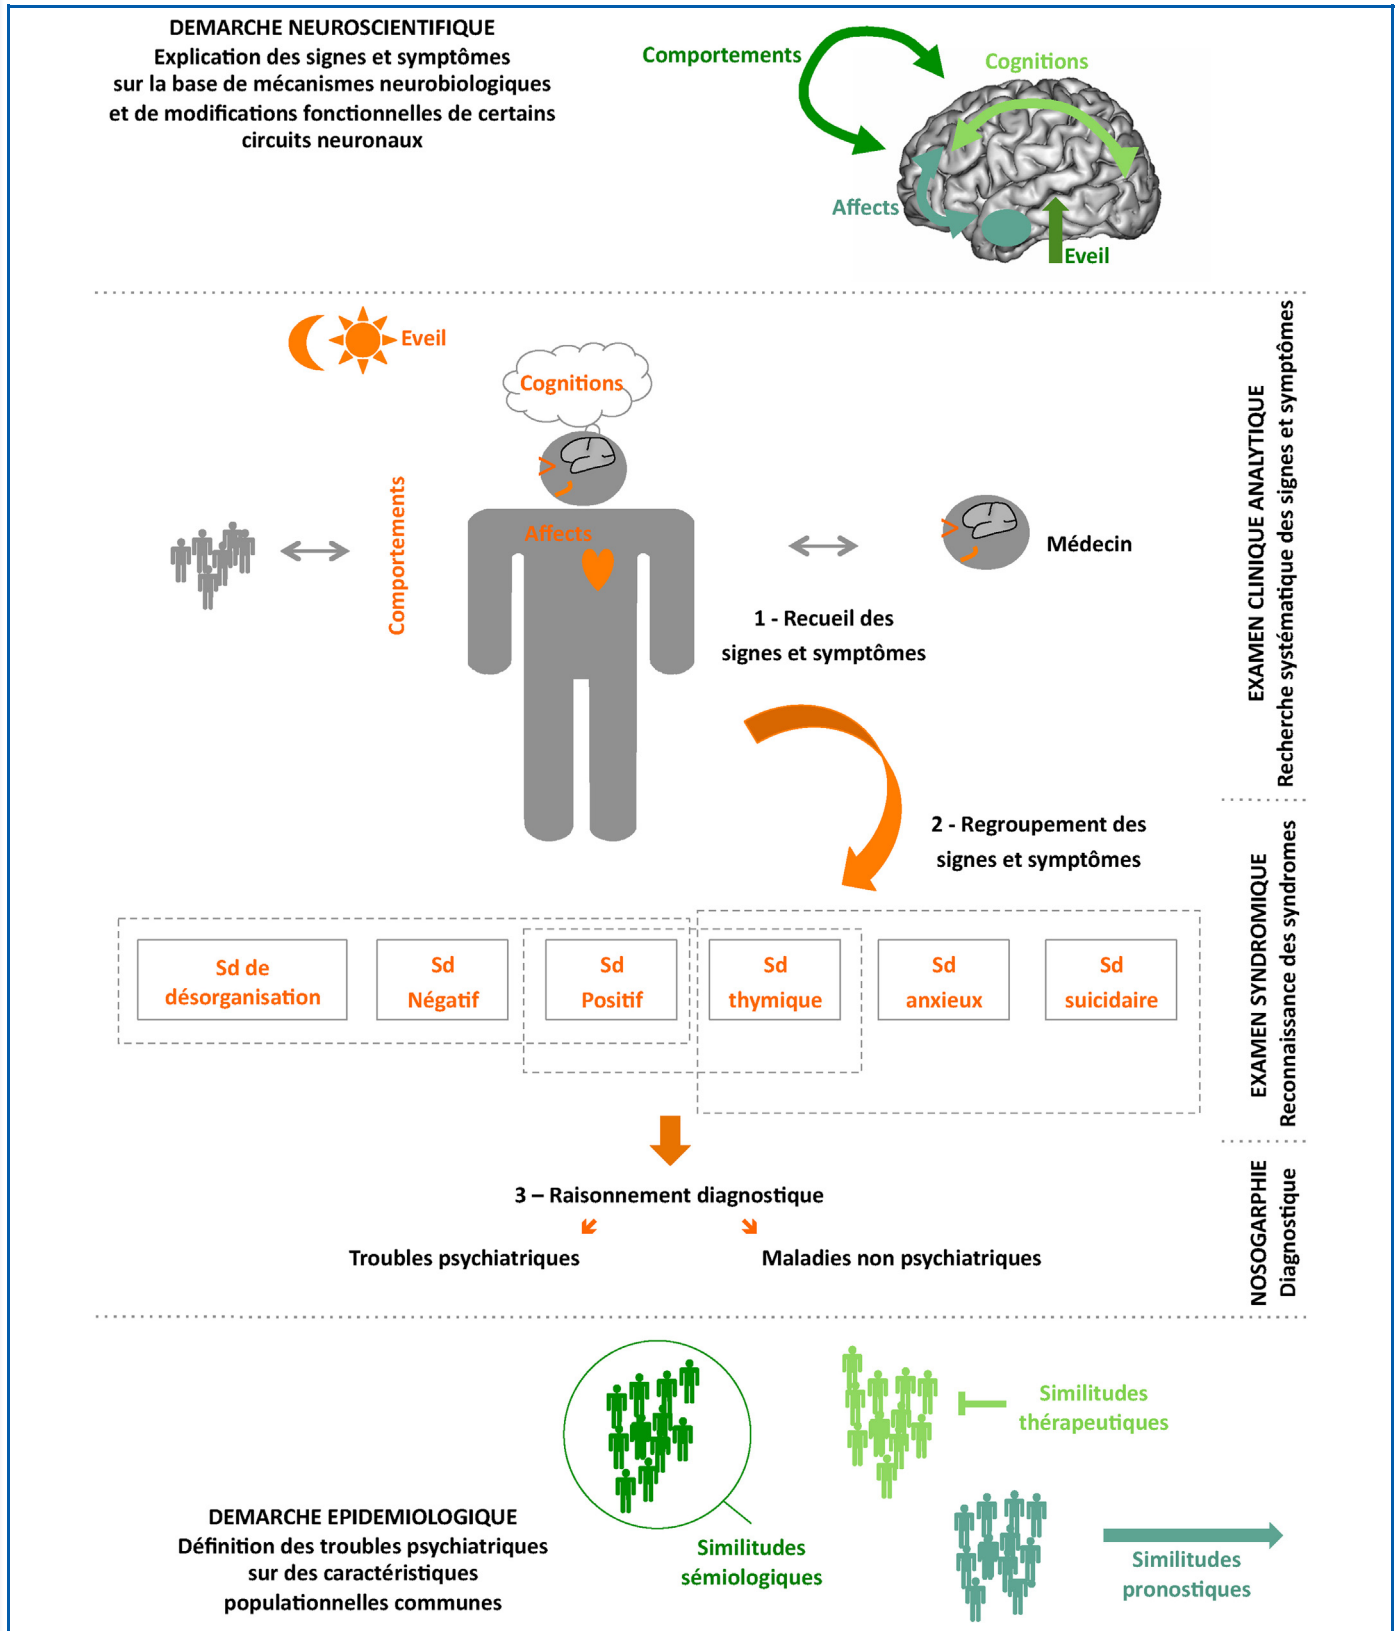 DEMARCHE NEUROSCIENTIFIQUE
Explication des signes et symptômes
sur la base de mécanismes neurobiologiques
et de modifications fonctionnelles de certains
circuits neuronaux
Comportements
Cognitions
Affects
Eveil
Eveil
Cognitions
Comportements
Affects
Médecin
1 - Recueil des
signes et symptômes
EXAMEN CLINIQUE ANALYTIQUE
Recherche systématique des signes et symptômes
2 - Regroupement des
signes et symptômes
Sd de
désorganisation
Sd
Négatif
Sd
Positif
Sd
thymique
Sd
anxieux
Sd
suicidaire
EXAMEN SYNDROMIQUE
Reconnaissance des syndromes
3 – Raisonnement diagnostique
Troubles psychiatriques
Maladies non psychiatriques
NOSOGARPHIE
Diagnostique
DEMARCHE EPIDEMIOLOGIQUE
Définition des troubles psychiatriques
sur des caractéristiques
populationnelles communes
Similitudes
sémiologiques
Similitudes
thérapeutiques
Similitudes
pronostiques